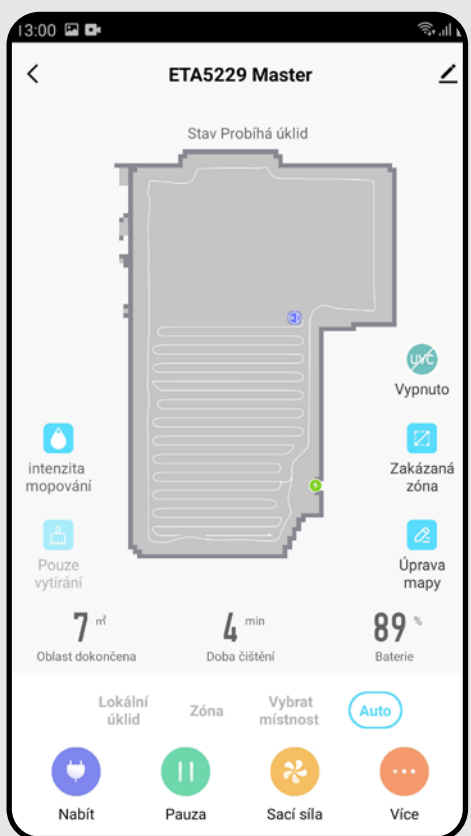 13:00
ETA5229 Master
Stav Probíhá úklid
UVC
Vypnuto
intenzita
mopování
Zakázaná
zóna
Pouze
vytírání
Úprava
mapy
7 ㎡
4 min
89 %
Oblast dokončena
Doba čištění
Baterie
Lokální
úklid
Zóna
Vybrat
místnost
Auto
Nabít
Pauza
Sací síla
Více